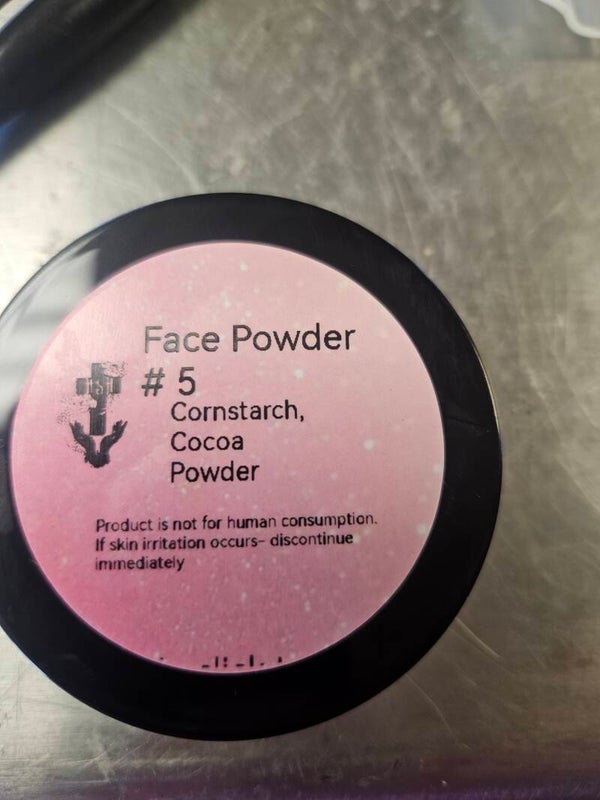 Face Powder
# 5
Cornstarch,
Cocoa
Powder
Product is not for human consumption.
If skin irritation occurs- discontinue
immediately